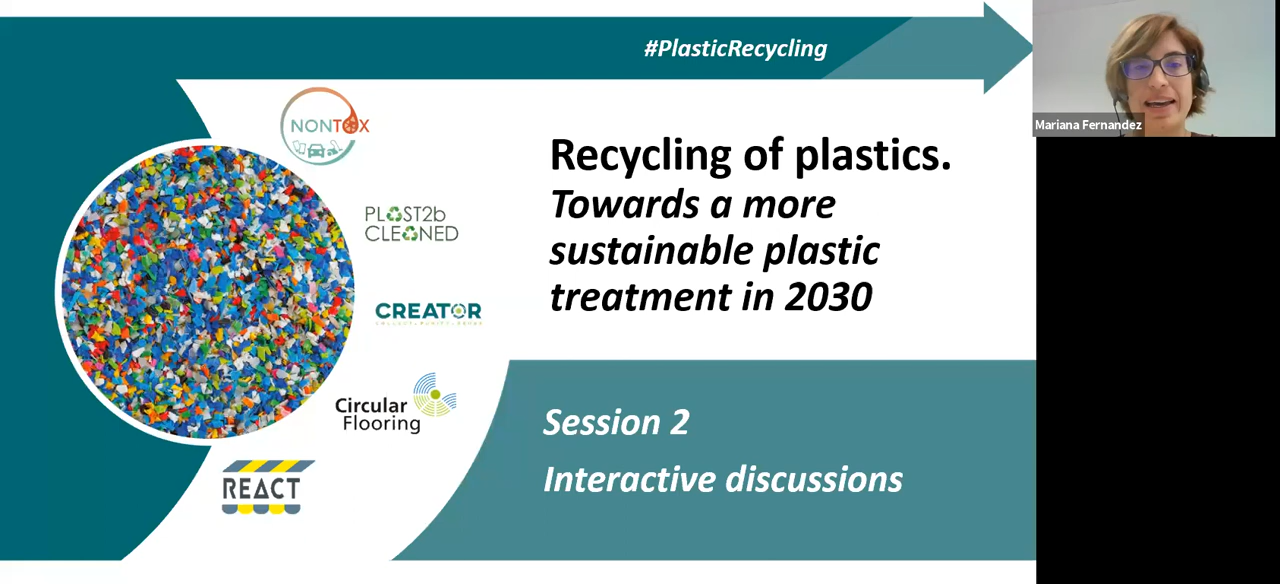 #PlasticRecycling
Mariana Fernandez
NONTOX
PLAST2b
CLEANED
CREATOR
Circular
Flooring
REACT
Recycling of plastics.
Towards a more
sustainable plastic
treatment in 2030
Session 2
Interactive discussions